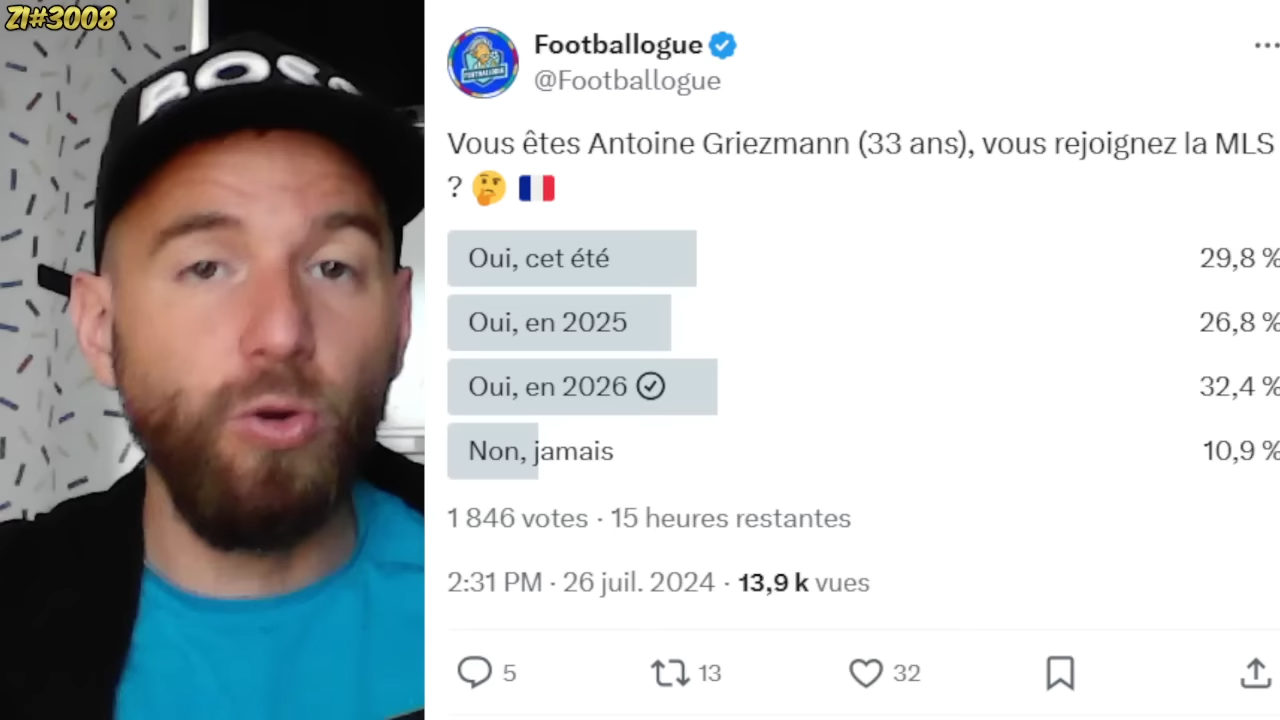 ZI#3008
BOSS
Footballogue
@Footballogue
FOOTBALLOGUE
Vous êtes Antoine Griezmann (33 ans), vous rejoignez la MLS
? 🤔 🇫🇷
Oui, cet été 29,8 %
Oui, en 2025 26,8 %
Oui, en 2026 32,4 %
Non, jamais 10,9 %
1 846 votes · 15 heures restantes
2:31 PM · 26 juil. 2024 · 13,9 k vues
5 13 32